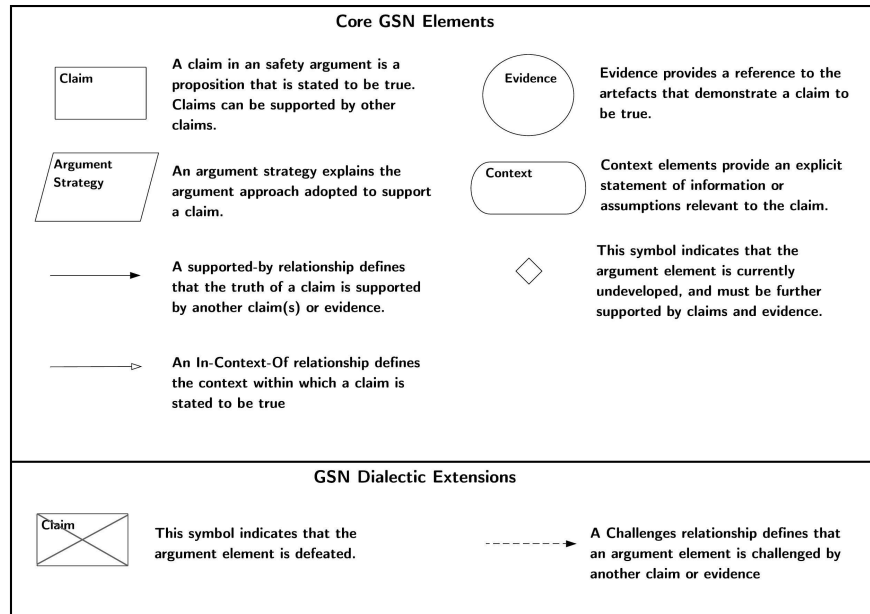 Core GSN Elements
Claim
A claim in an safety argument is a
proposition that is stated to be true.
Claims can be supported by other
claims.
Evidence
Evidence provides a reference to the
artefacts that demonstrate a claim to
be true.
Argument
Strategy
An argument strategy explains the
argument approach adopted to support
a claim.
Context
Context elements provide an explicit
statement of information or
assumptions relevant to the claim.
A supported-by relationship defines
that the truth of a claim is supported
by another claim(s) or evidence.
This symbol indicates that the
argument element is currently
undeveloped, and must be further
supported by claims and evidence.
An In-Context-Of relationship defines
the context within which a claim is
stated to be true
GSN Dialectic Extensions
Claim
This symbol indicates that the
argument element is defeated.
A Challenges relationship defines that
an argument element is challenged by
another claim or evidence